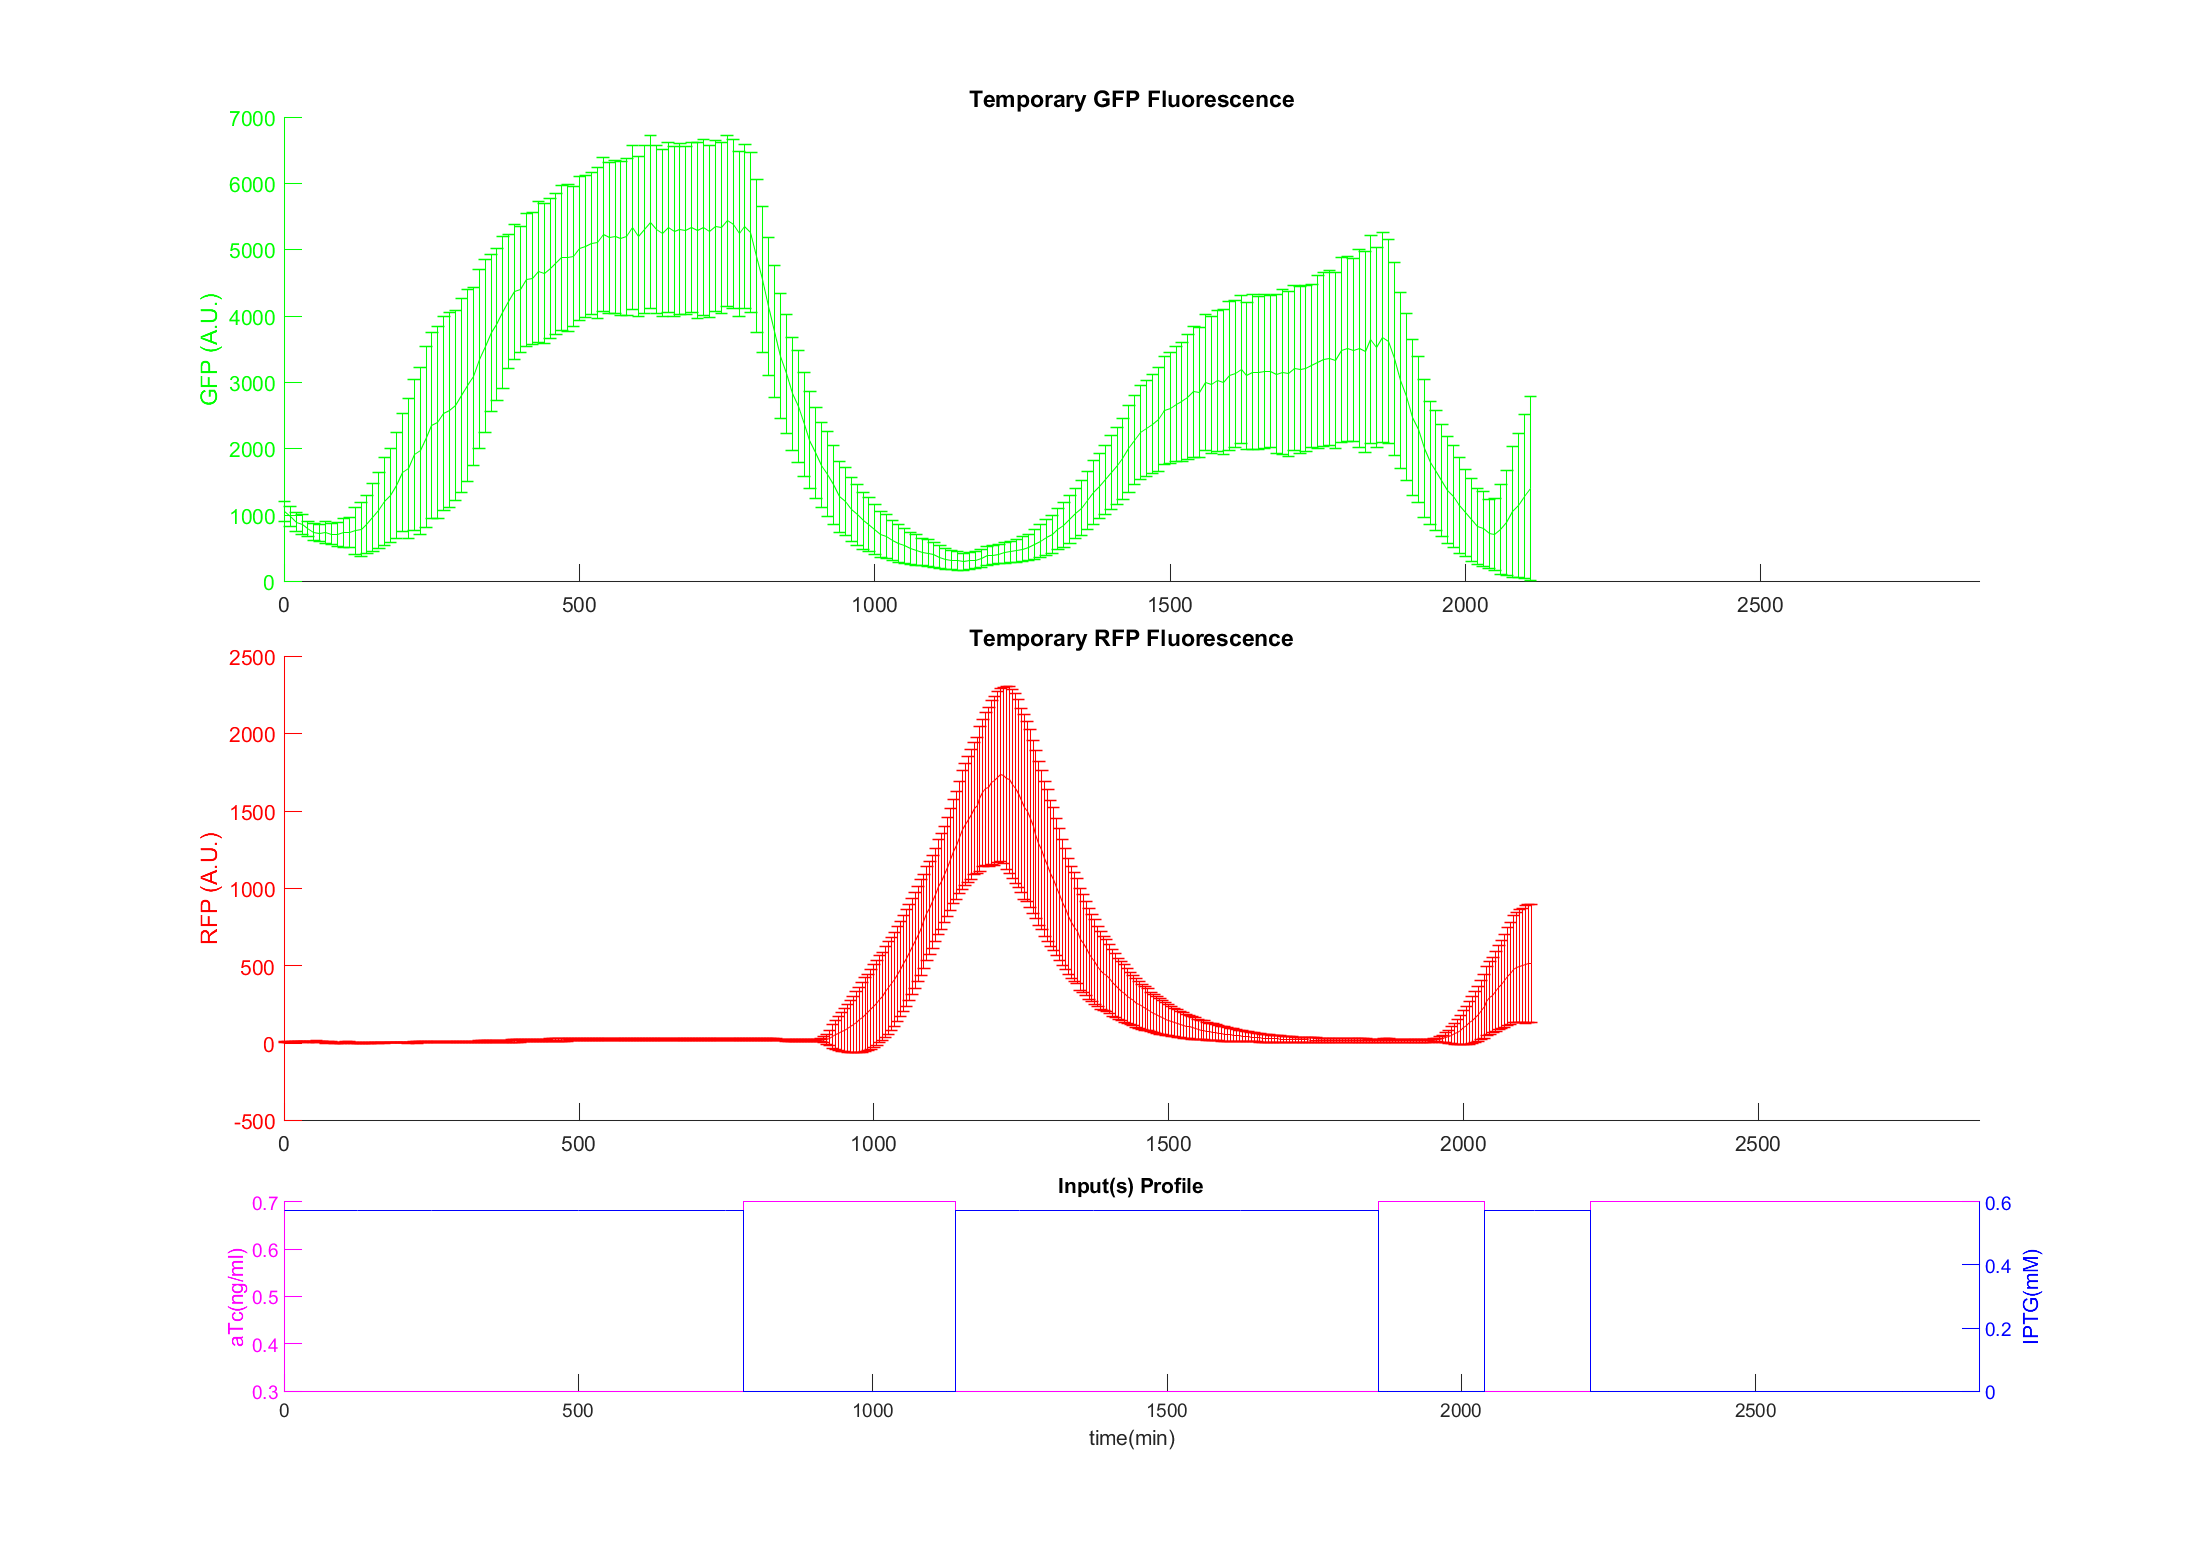 Temporary GFP Fluorescence
7000
6000
5000
4000
3000
2000
1000
0
GFP (A.U.)
0 500 1000 1500 2000 2500
Temporary RFP Fluorescence
2500
2000
1500
1000
500
0
-500
RFP (A.U.)
0 500 1000 1500 2000 2500
Input(s) Profile
0.7
0.6
0.5
0.4
0.3
aTc(ng/ml)
0.6
0.4
0.2
0
IPTG(mM)
0 500 1000 1500 2000 2500
time(min)